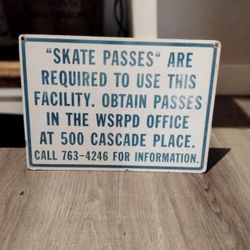 "SKATE PASSES" ARE
REQUIRED TO USE THIS
FACILITY. OBTAIN PASSES
IN THE WSRPD OFFICE
AT 500 CASCADE PLACE.
CALL 763-4246 FOR INFORMATION.